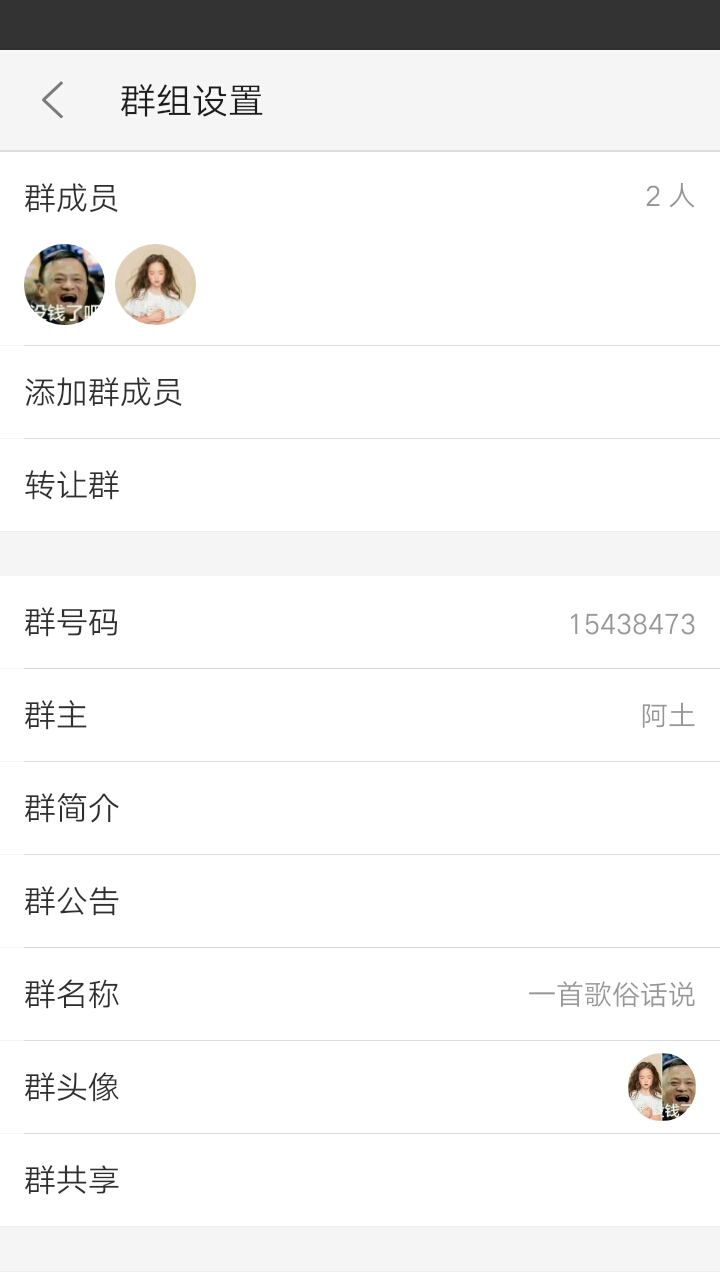 群组设置
群成员
2 人
没钱了吧
添加群成员
转让群
群号码
15438473
群主
阿土
群简介
群公告
群名称
一首歌俗话说
群头像
钱了
群共享